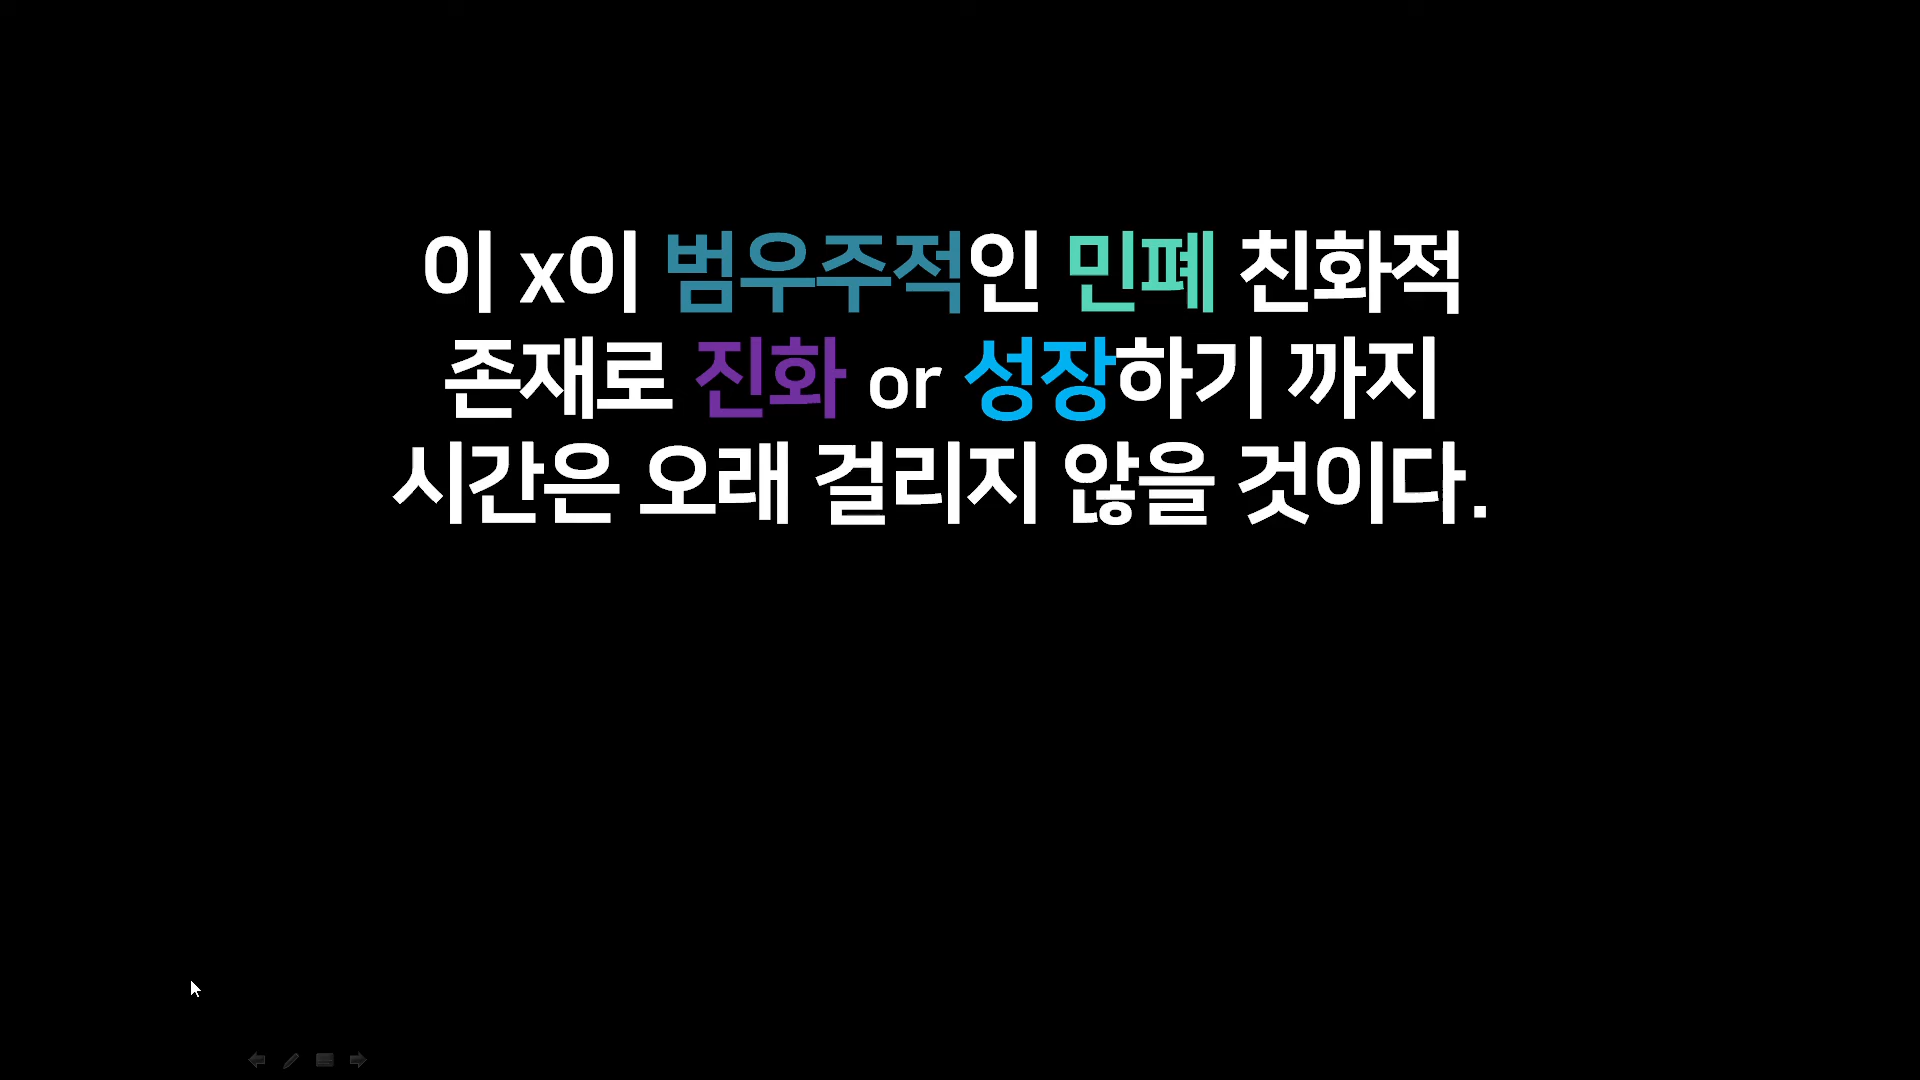 이 x이 범우주적인 민폐 친화적
존재로 진화 or 성장하기 까지
시간은 오래 걸리지 않을 것이다.